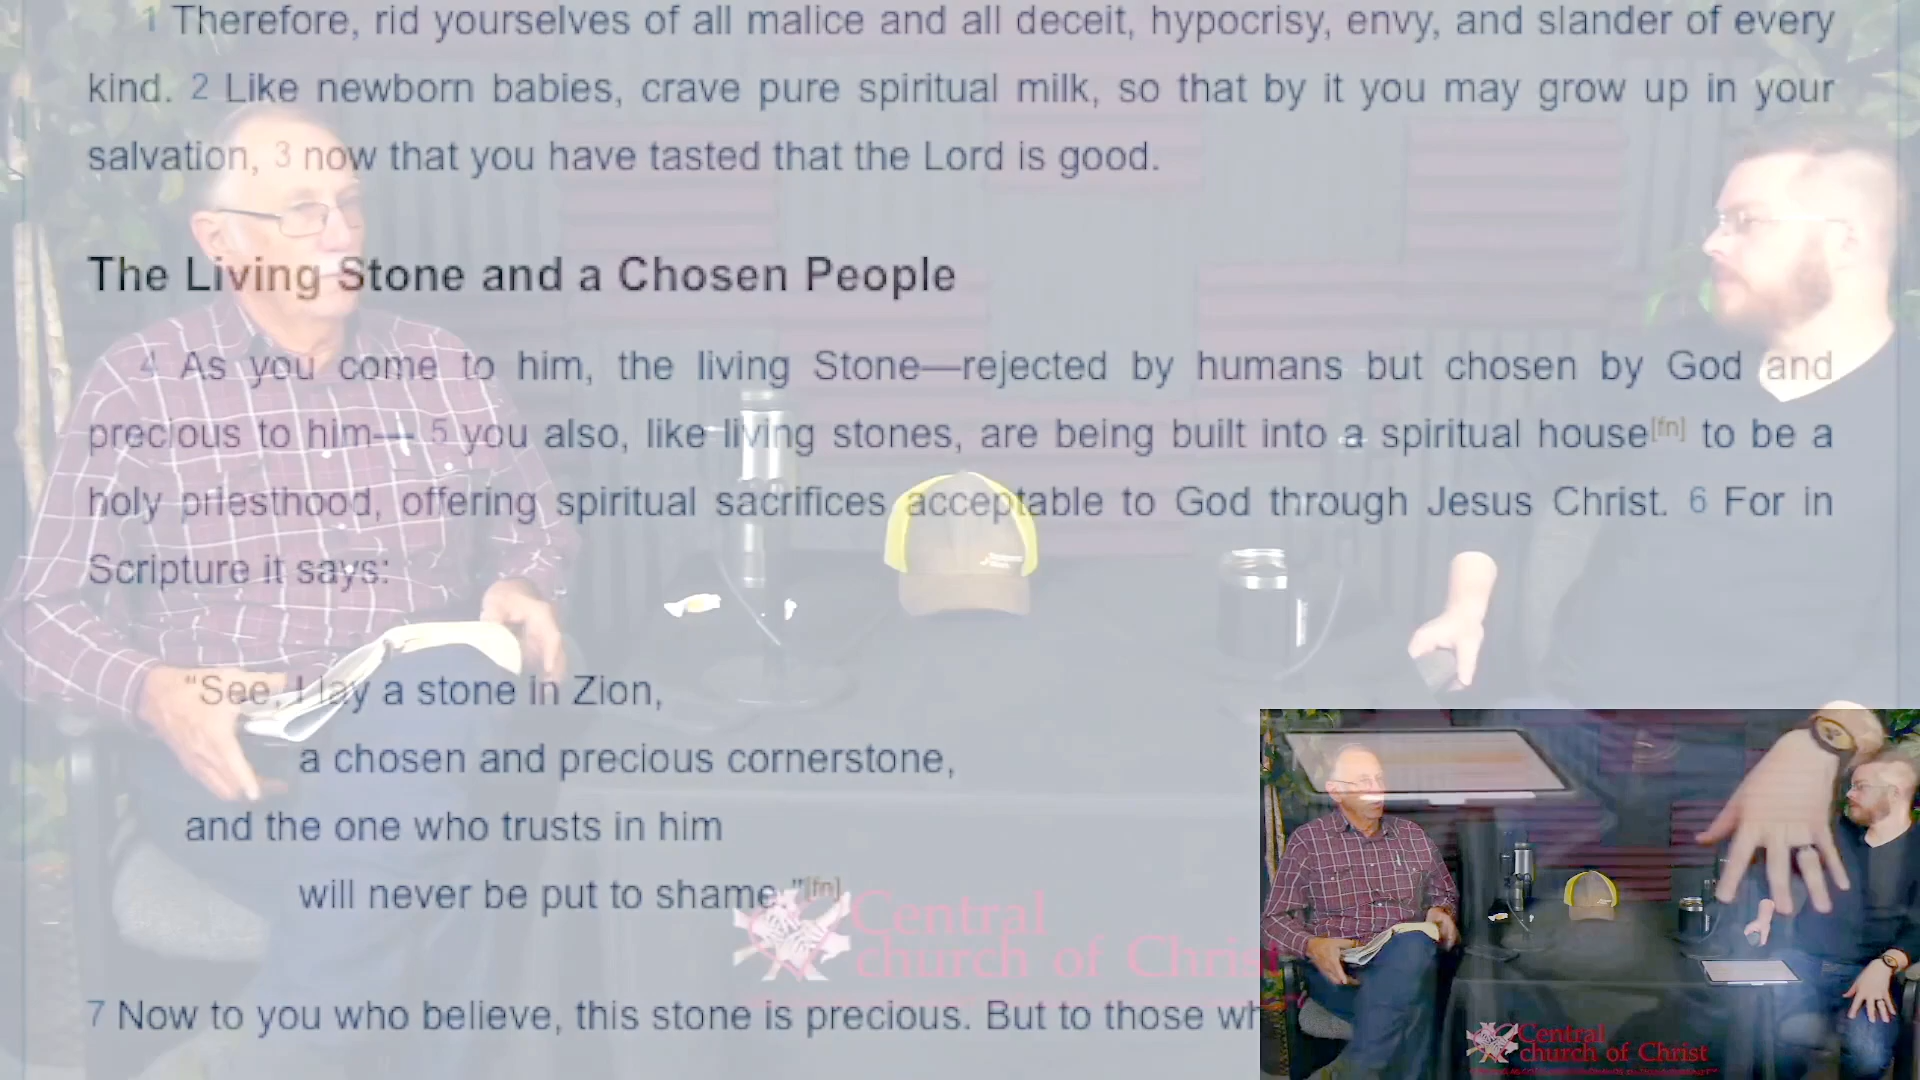 1 Therefore, rid yourselves of all malice and all deceit, hypocrisy, envy, and slander of every
kind. 2 Like newborn babies, crave pure spiritual milk, so that by it you may grow up in your
salvation, 3 now that you have tasted that the Lord is good.
The Living Stone and a Chosen People
4 As you come to him, the living Stone—rejected by humans but chosen by God and
precious to him— 5 you also, like living stones, are being built into a spiritual house[fn] to be a
holy priesthood, offering spiritual sacrifices acceptable to God through Jesus Christ. 6 For in
Scripture it says:
“See, I lay a stone in Zion,
a chosen and precious cornerstone,
and the one who trusts in him
will never be put to shame.”[fn]
Central
church of Christ
7 Now to you who believe, this stone is precious. But to those wh
Central
church of Christ